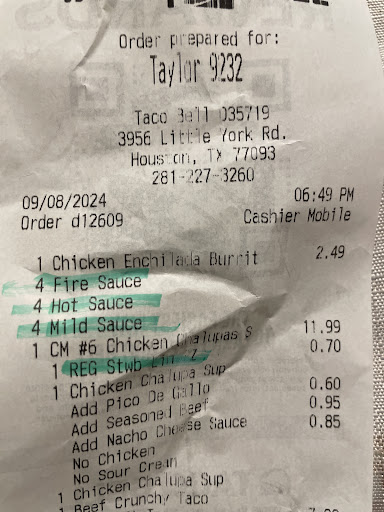 Order prepared for:
Taylor 9232
Taco Bell 035719
3956 Little York Rd.
Houston, TX 77093
281-227-3260
09/08/2024 06:49 PM
Order d12609 Cashier Mobile
1 Chicken Enchilada Burrit 2.49
4 Fire Sauce
4 Hot Sauce
4 Mild Sauce
1 CM #6 Chicken Chalupas S 11.99
1 REG Stwb Z 0.70
1 Chicken Chalupa Sup
Add Pico De Gallo 0.60
Add Seasoned Beef 0.95
Add Nacho Cheese Sauce 0.85
No Chicken
No Sour Cream
1 Chicken Chalupa Sup
1 Beef Crunchy Taco